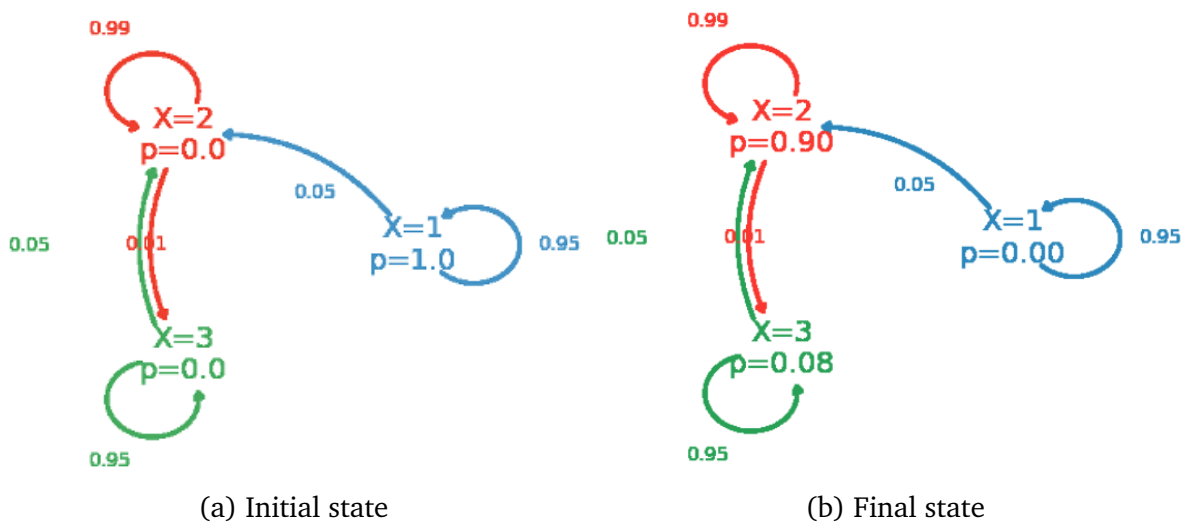 0.99
X=2
p=0.0
0.05
X=1
p=1.0
0.95
0.05
0.01
X=3
p=0.0
0.95
(a) Initial state
0.99
X=2
p=0.90
0.05
X=1
p=0.00
0.95
0.05
0.01
X=3
p=0.08
0.95
(b) Final state